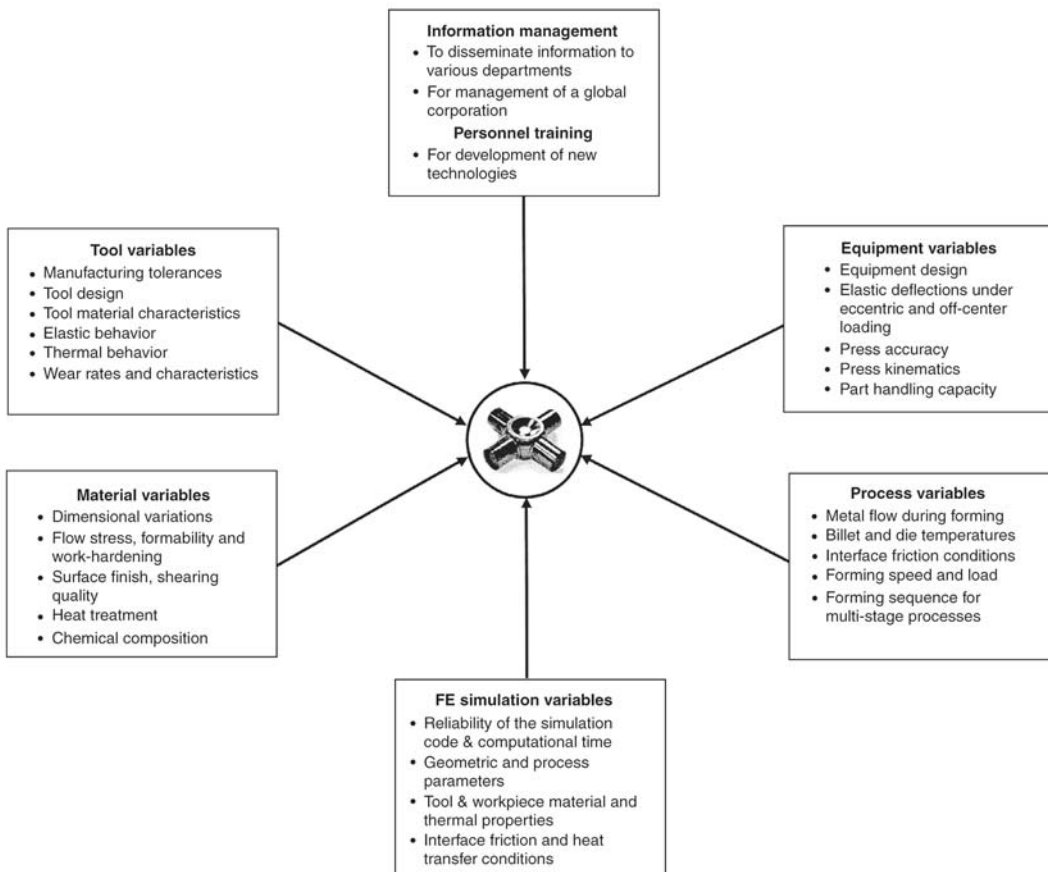 Information management
• To disseminate information to
various departments
• For management of a global
corporation
Personnel training
• For development of new
technologies
Tool variables
• Manufacturing tolerances
• Tool design
• Tool material characteristics
• Elastic behavior
• Thermal behavior
• Wear rates and characteristics
Equipment variables
• Equipment design
• Elastic deflections under
eccentric and off-center
loading
• Press accuracy
• Press kinematics
• Part handling capacity
Material variables
• Dimensional variations
• Flow stress, formability and
work-hardening
• Surface finish, shearing
quality
• Heat treatment
• Chemical composition
Process variables
• Metal flow during forming
• Billet and die temperatures
• Interface friction conditions
• Forming speed and load
• Forming sequence for
multi-stage processes
FE simulation variables
• Reliability of the simulation
code & computational time
• Geometric and process
parameters
• Tool & workpiece material and
thermal properties
• Interface friction and heat
transfer conditions